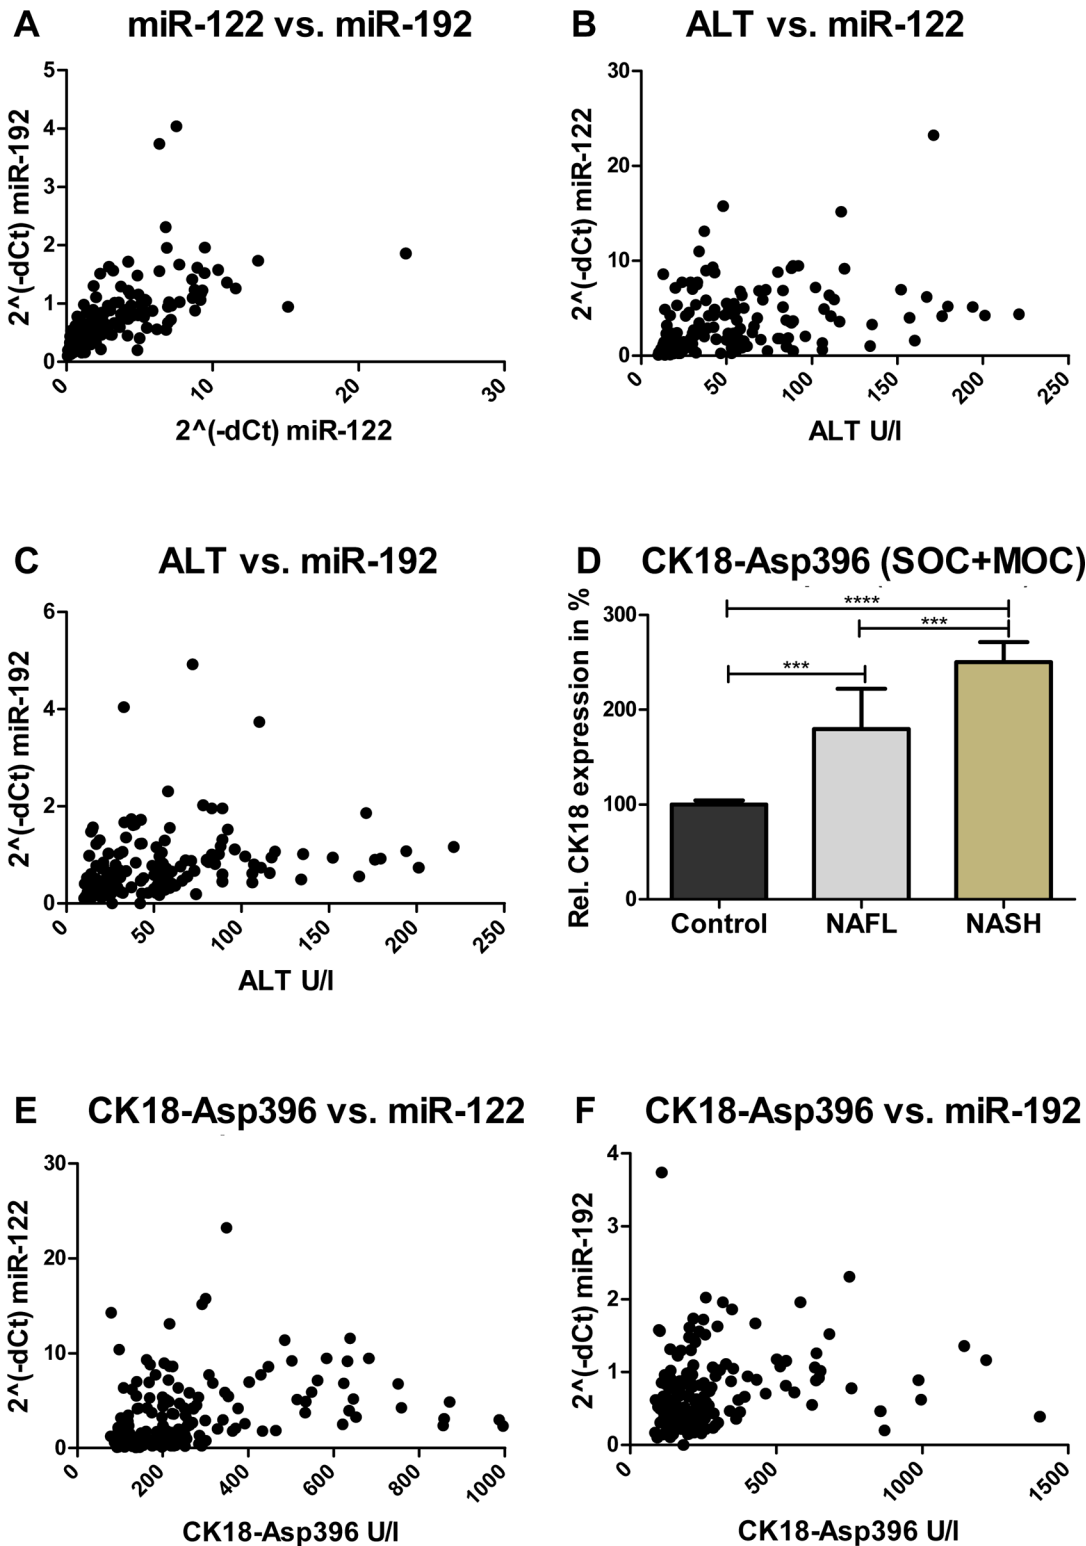 A miR-122 vs. miR-192
2^(-dCt) miR-192
5
4
3
2
1
0
0 10 20 30
2^(-dCt) miR-122
B ALT vs. miR-122
2^(-dCt) miR-122
30
20
10
0
0 50 100 150 200 250
ALT U/l
C ALT vs. miR-192
2^(-dCt) miR-192
6
4
2
0
0 50 100 150 200 250
ALT U/l
D CK18-Asp396 (SOC+MOC)
Rel. CK18 expression in %
300
200
100
0
****
***
***
Control NAFL NASH
E CK18-Asp396 vs. miR-122
2^(-dCt) miR-122
30
20
10
0
0 200 400 600 800 1000
CK18-Asp396 U/l
F CK18-Asp396 vs. miR-192
2^(-dCt) miR-192
4
3
2
1
0
0 500 1000 1500
CK18-Asp396 U/l